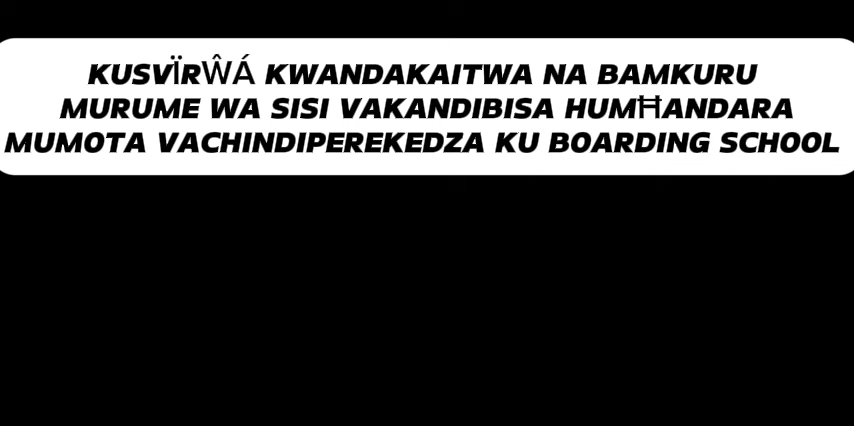 KUSVÏRŴÁ KWANDAKAITWA NA BAMKURU
MURUME WA SISI VAKANDIBISA HUMĦANDARA
MUMOTA VACHINDIPEREKEDZA KU BOARDING SCHOOL